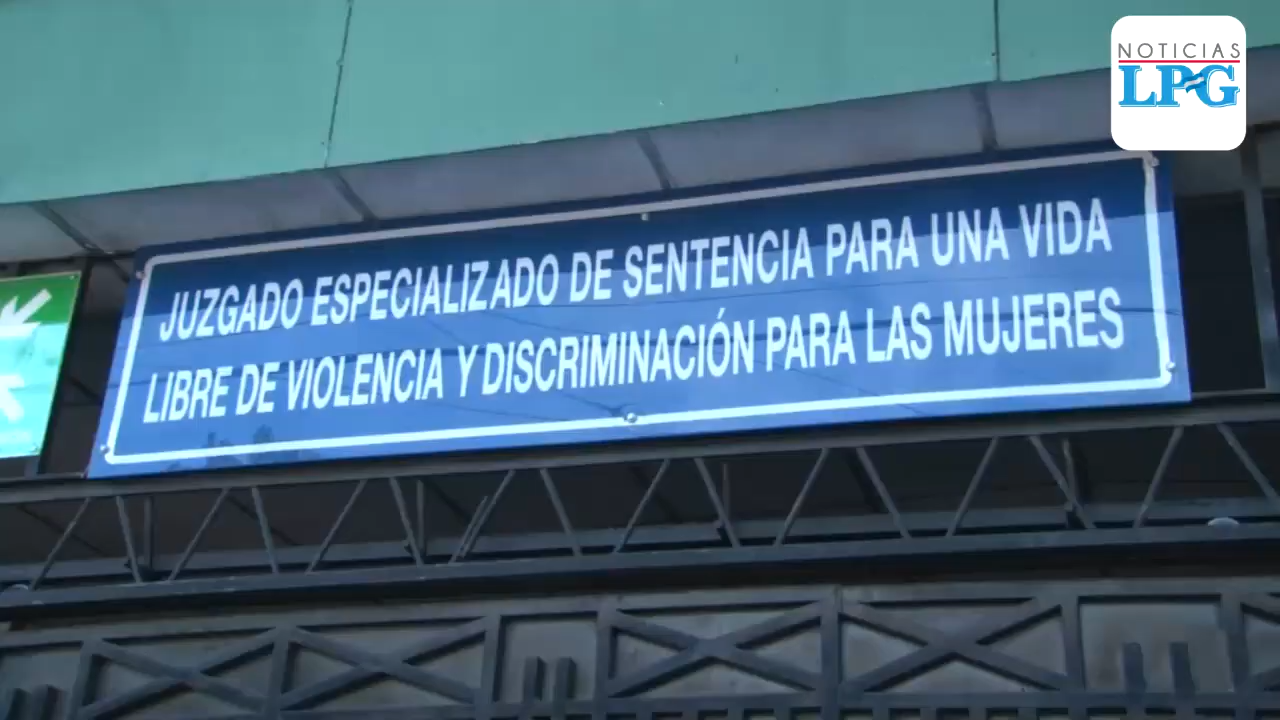 NOTICIAS
LPG
JUZGADO ESPECIALIZADO DE SENTENCIA PARA UNA VIDA
LIBRE DE VIOLENCIA Y DISCRIMINACIÓN PARA LAS MUJERES